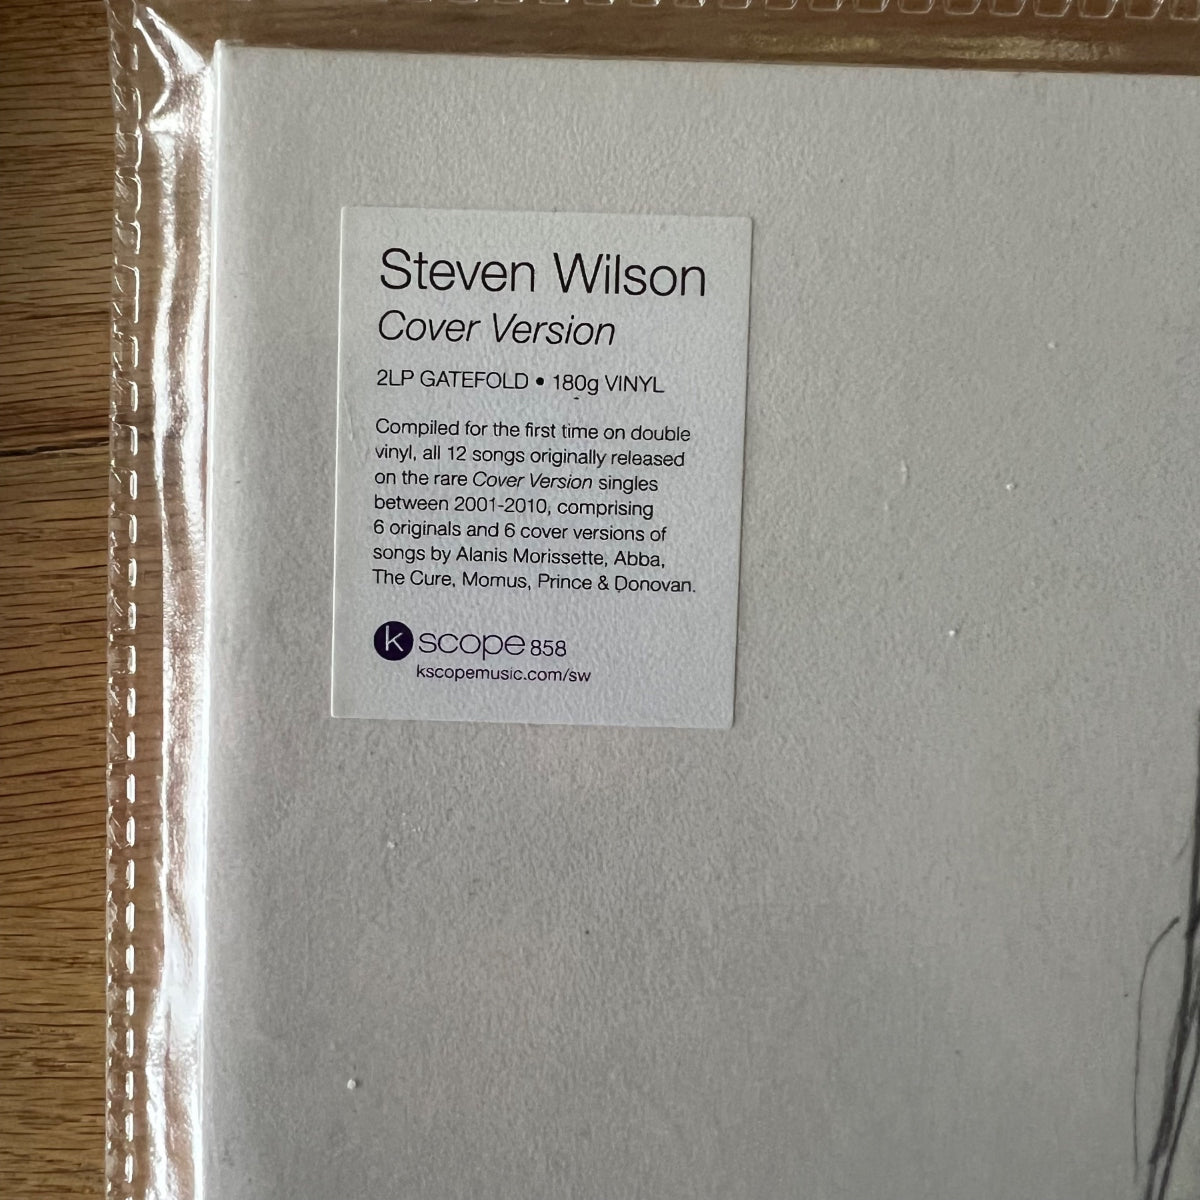 Steven Wilson
Cover Version
2LP GATEFOLD • 180g VINYL
Compiled for the first time on double
vinyl, all 12 songs originally released
on the rare Cover Version singles
between 2001-2010, comprising
6 originals and 6 cover versions of
songs by Alanis Morissette, Abba,
The Cure, Momus, Prince & Donovan.
kscope 858
kscopemusic.com/sw